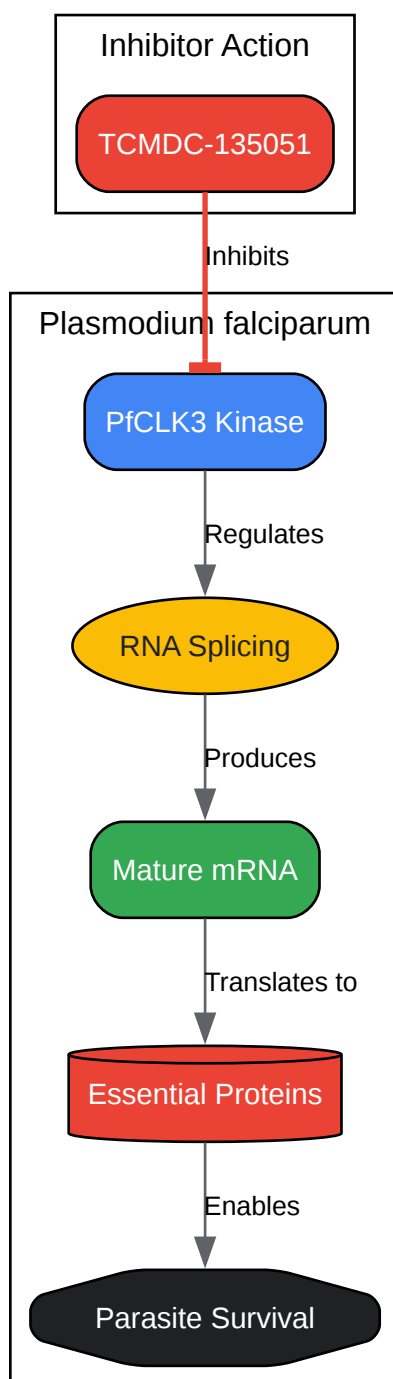 Inhibitor Action
TCMDC-135051
Inhibits
Plasmodium falciparum
PfCLK3 Kinase
Regulates
RNA Splicing
Produces
Mature mRNA
Translates to
Essential Proteins
Enables
Parasite Survival